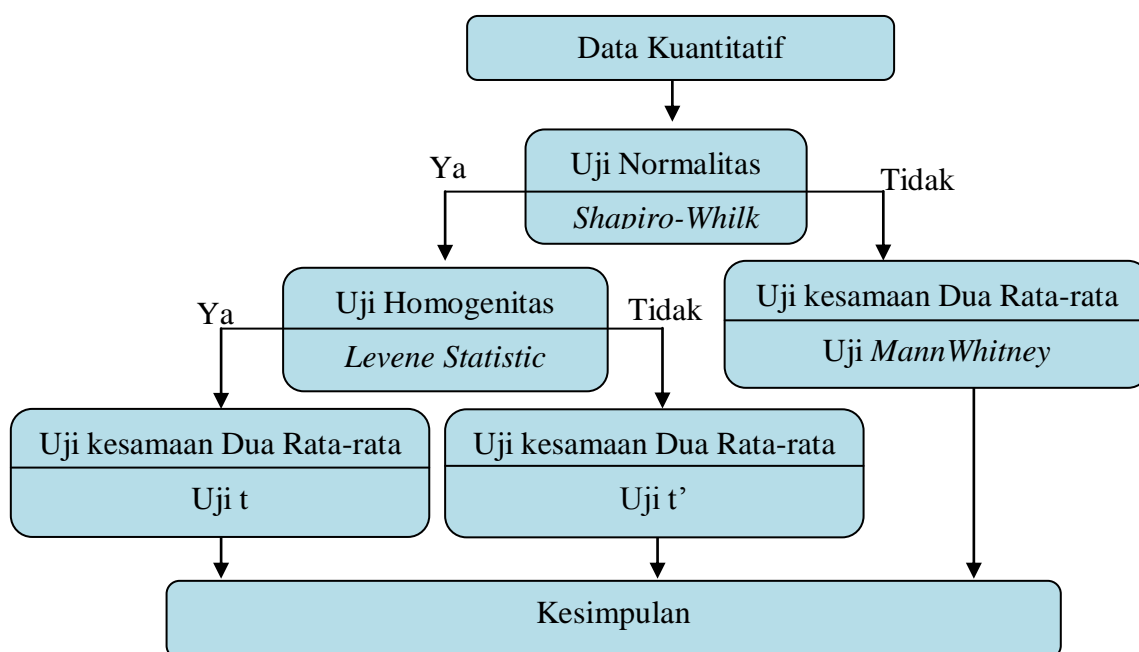 Data Kuantitatif
Ya
Uji Normalitas
Tidak
Shapiro-Whilk
Ya
Uji Homogenitas
Tidak
Levene Statistic
Uji kesamaan Dua Rata-rata
Uji MannWhitney
Uji kesamaan Dua Rata-rata
Uji t
Uji kesamaan Dua Rata-rata
Uji t’
Kesimpulan